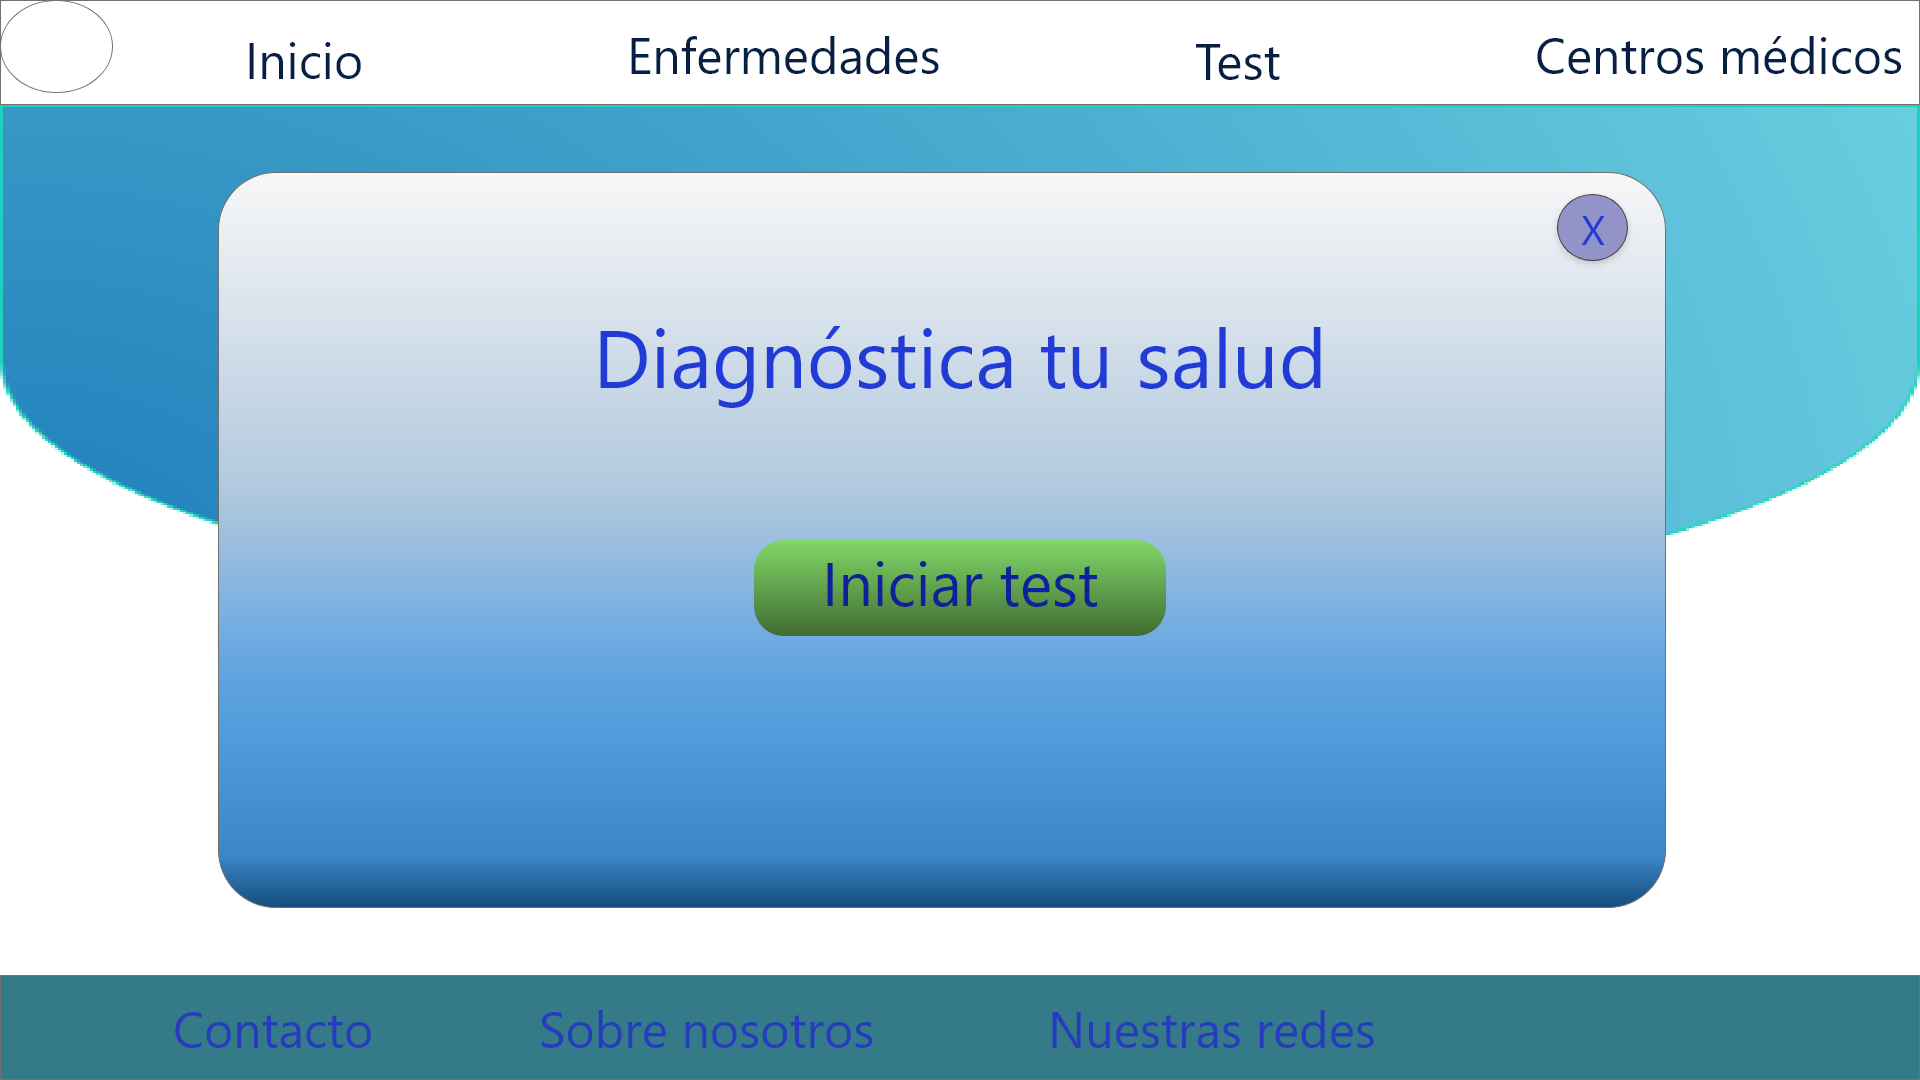 Inicio
Enfermedades
Test
Centros médicos
X
Diagnóstica tu salud
Iniciar test
Contacto
Sobre nosotros
Nuestras redes